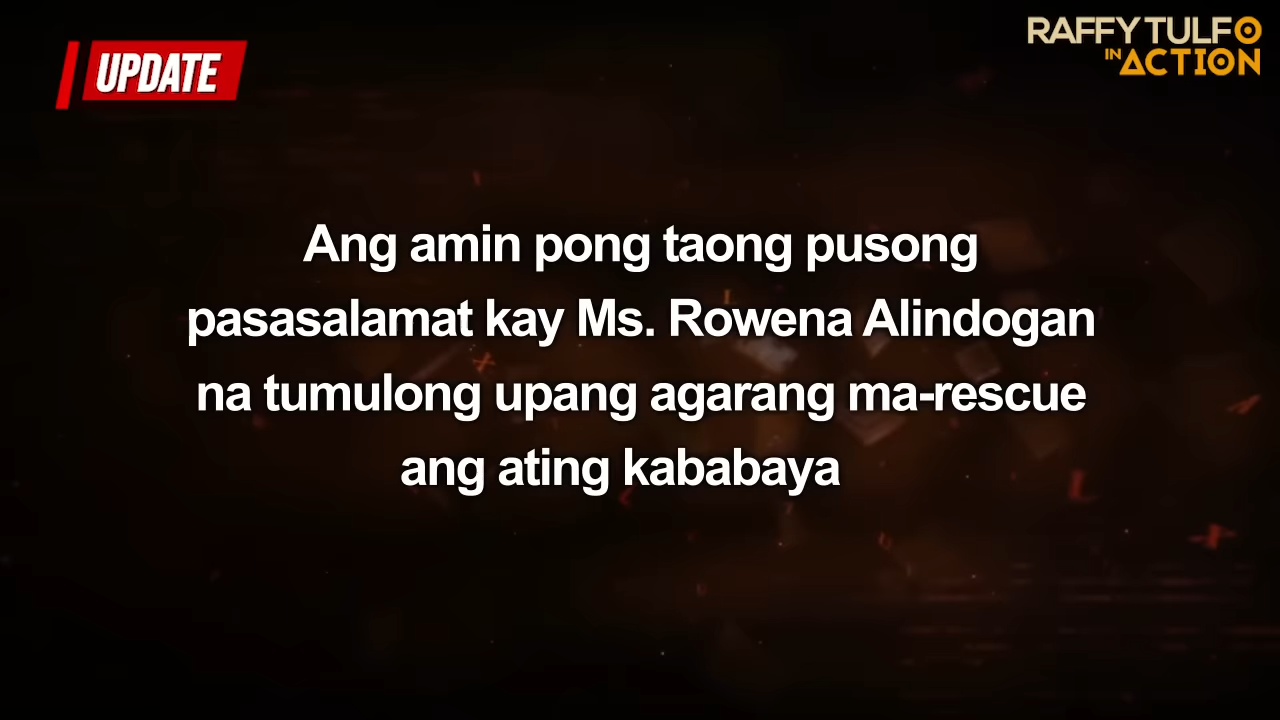 UPDATE
RAFFY TULFO
IN ACTION
Ang amin pong taong pusong
pasasalamat kay Ms. Rowena Alindogan
na tumulong upang agarang ma-rescue
ang ating kababaya